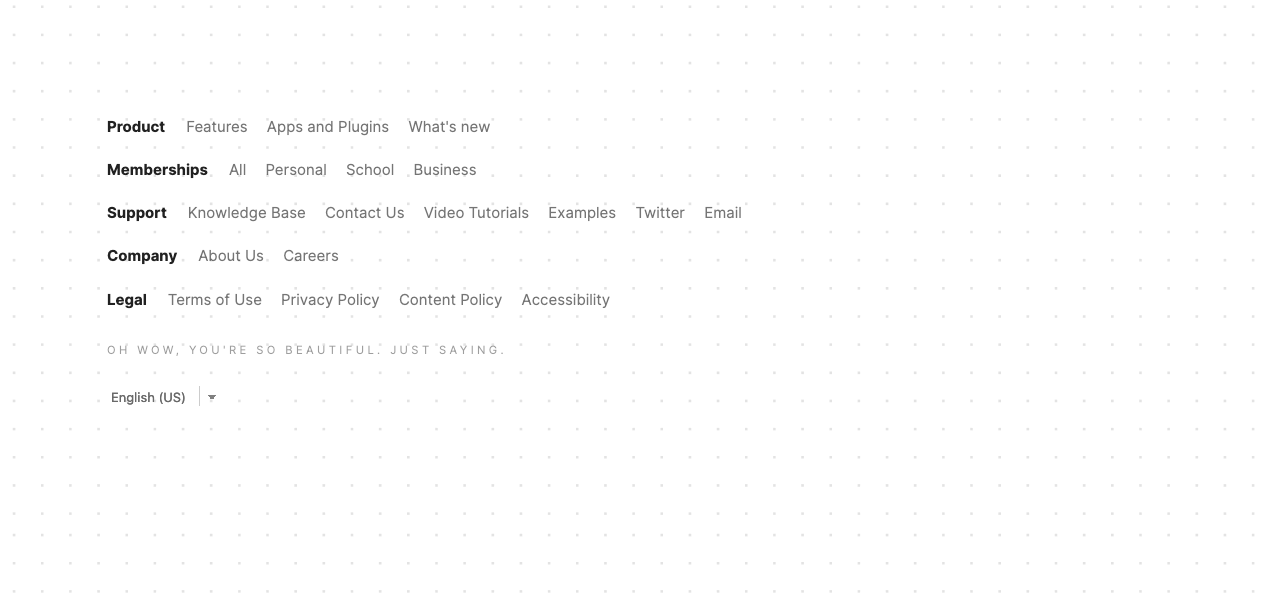 Product Features Apps and Plugins What's new
Memberships All Personal School Business
Support Knowledge Base Contact Us Video Tutorials Examples Twitter Email
Company About Us Careers
Legal Terms of Use Privacy Policy Content Policy Accessibility
OH WOW, YOU'RE SO BEAUTIFUL. JUST SAYING.
English (US)